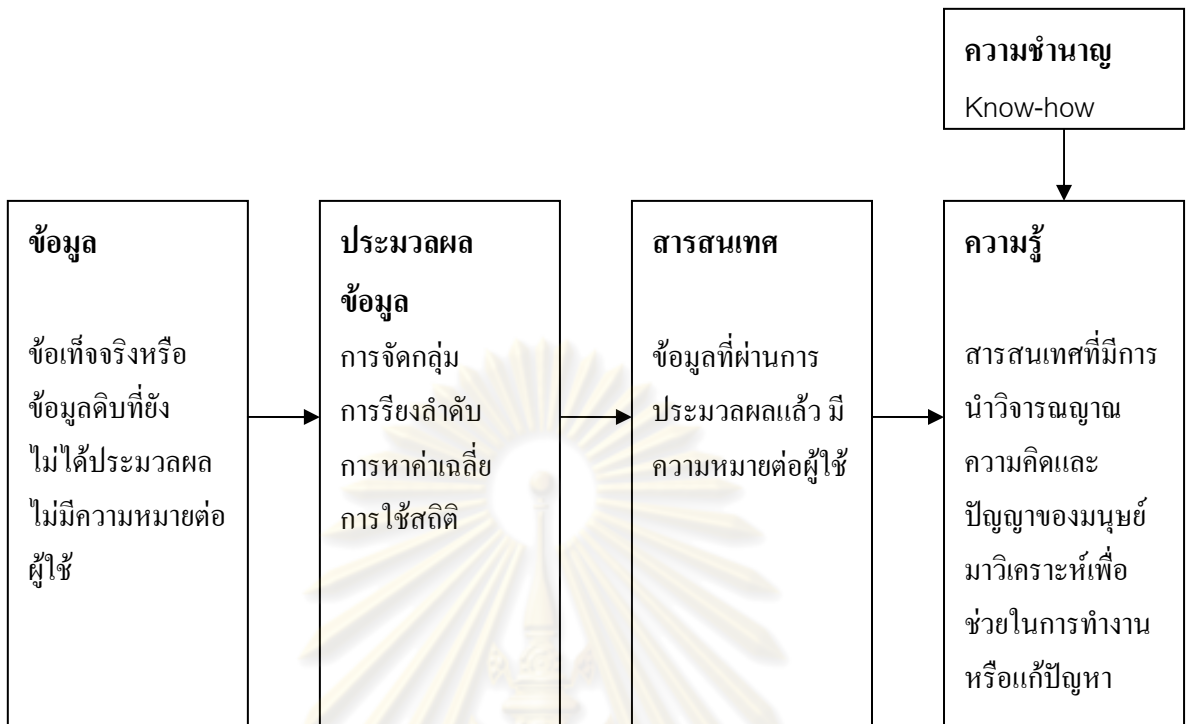 ความชำนาญ
Know-how
ข้อมูล
ข้อเท็จจริงหรือ
ข้อมูลดิบที่ยัง
ไม่ได้ประมวลผล
ไม่มีความหมายต่อ
ผู้ใช้
ประมวลผล
ข้อมูล
การจัดกลุ่ม
การเรียงลำดับ
การหาค่าเฉลี่ย
การใช้สถิติ
สารสนเทศ
ข้อมูลที่ผ่านการ
ประมวลผลแล้ว มี
ความหมายต่อผู้ใช้
ความรู้
สารสนเทศที่มีการ
นำวิจารณญาณ
ความคิดและ
ปัญญาของมนุษย์
มาวิเคราะห์เพื่อ
ช่วยในการทำงาน
หรือแก้ปัญหา